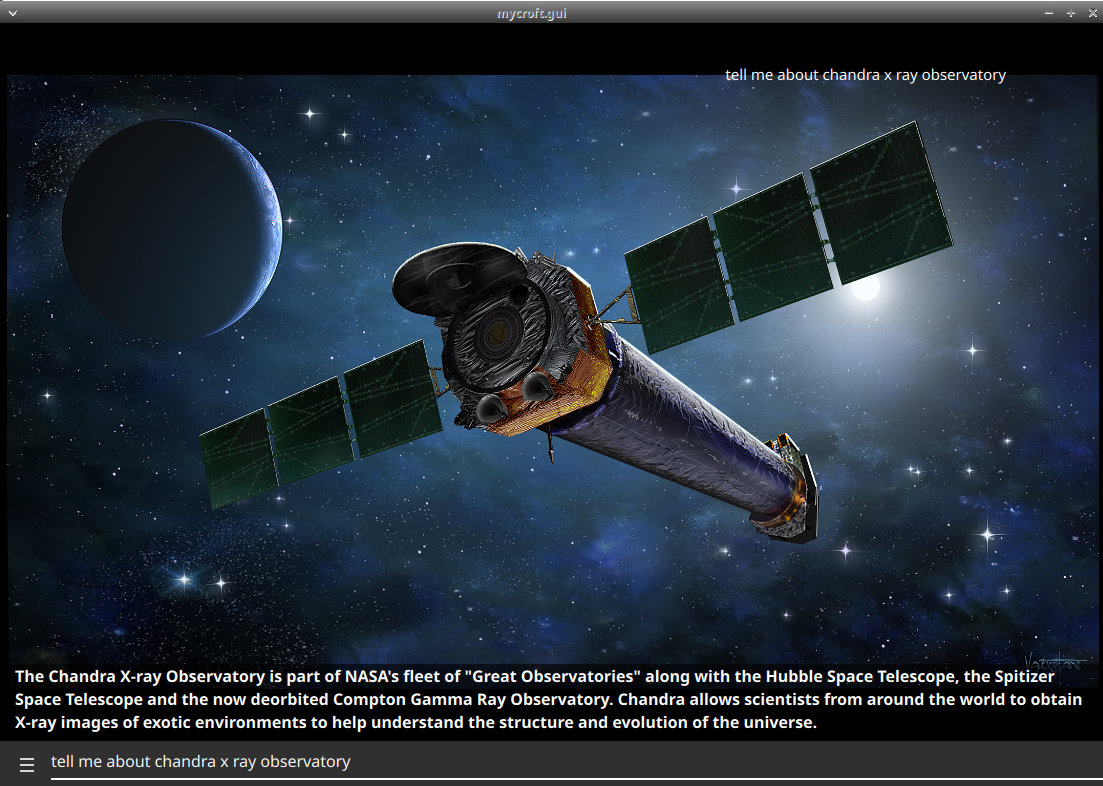 mycroft.gui
tell me about chandra x ray observatory
The Chandra X-ray Observatory is part of NASA's fleet of "Great Observatories" along with the Hubble Space Telescope, the Spitizer
Space Telescope and the now deorbited Compton Gamma Ray Observatory. Chandra allows scientists from around the world to obtain
X-ray images of exotic environments to help understand the structure and evolution of the universe.
tell me about chandra x ray observatory